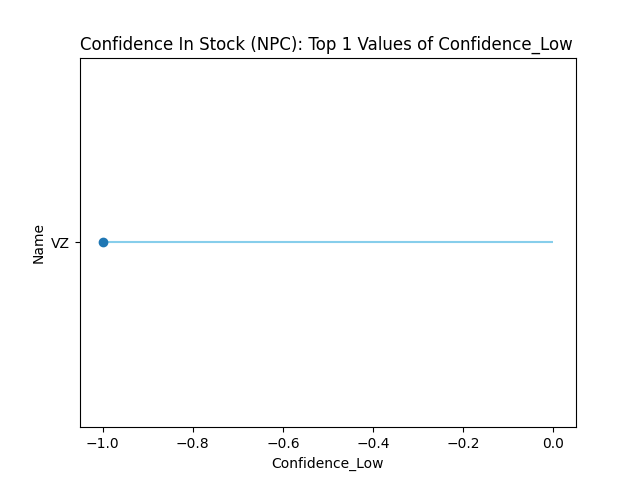 Confidence In Stock (NPC): Top 1 Values of Confidence_Low
Name
VZ
−1.0 −0.8 −0.6 −0.4 −0.2 0.0
Confidence_Low